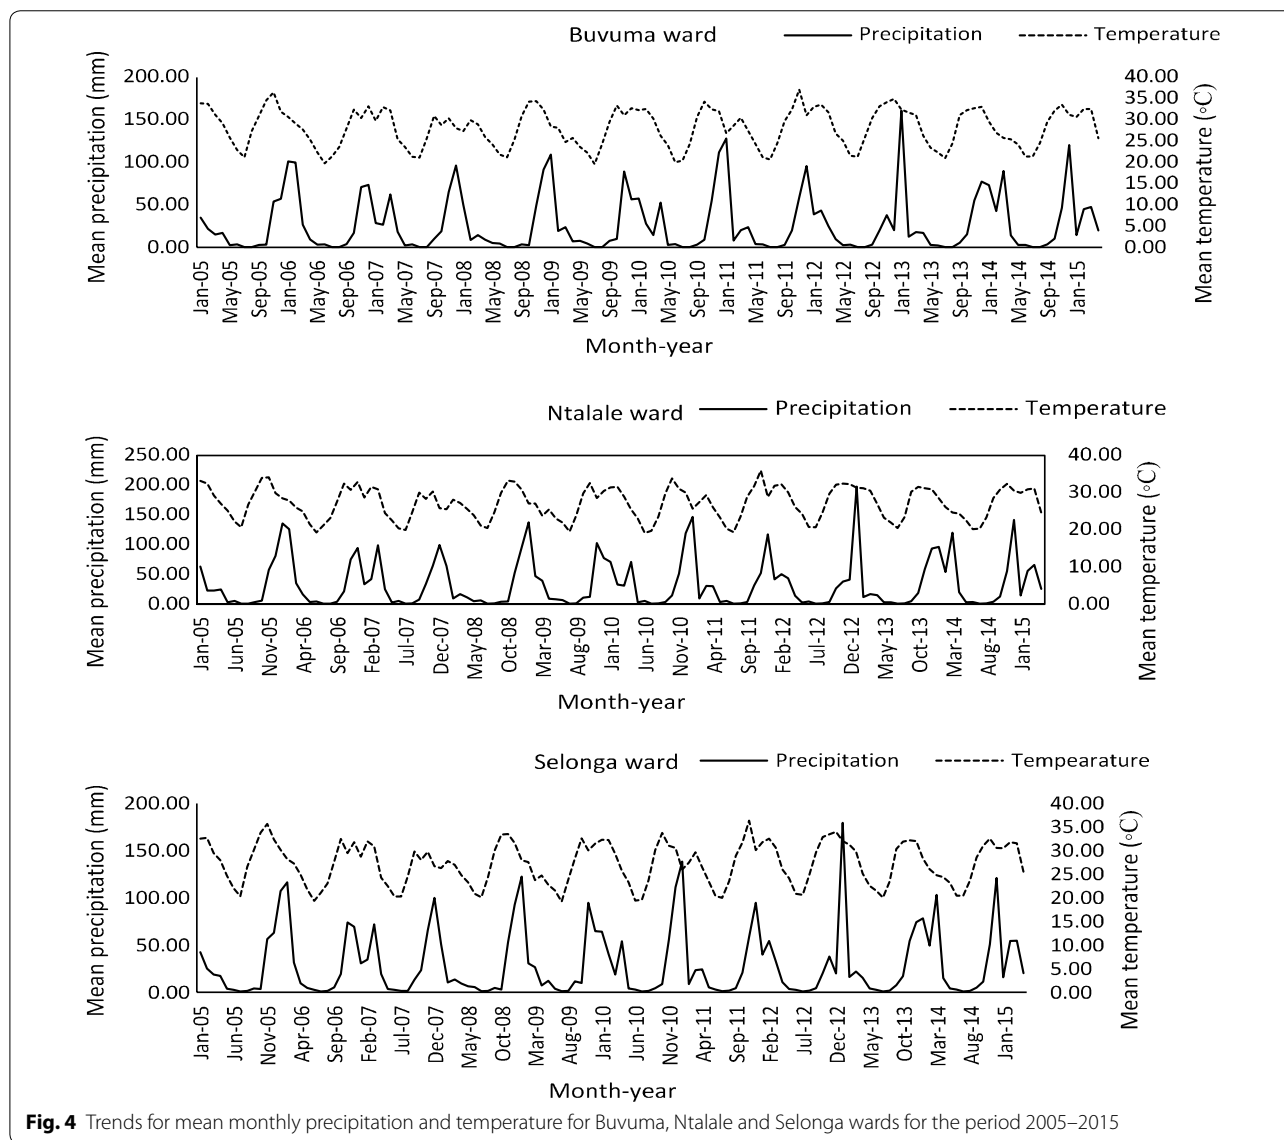 Buvuma ward Precipitation Temperature
Mean precipitation (mm)
200.00
150.00
100.00
50.00
0.00
40.00
35.00
30.00
25.00
20.00
15.00
10.00
5.00
0.00
Mean temperature (◦C)
Jan-05 May-05 Sep-05 Jan-06 May-06 Sep-06 Jan-07 May-07 Sep-07 Jan-08 May-08 Sep-08 Jan-09 May-09 Sep-09 Jan-10 May-10 Sep-10 Jan-11 May-11 Sep-11 Jan-12 May-12 Sep-12 Jan-13 May-13 Sep-13 Jan-14 May-14 Sep-14 Jan-15
Month-year
Ntalale ward Precipitation Temperature
Mean precipitation (mm)
250.00
200.00
150.00
100.00
50.00
0.00
40.00
30.00
20.00
10.00
0.00
Mean temperature (◦C)
Jan-05 Jun-05 Nov-05 Apr-06 Sep-06 Feb-07 Jul-07 Dec-07 May-08 Oct-08 Mar-09 Aug-09 Jan-10 Jun-10 Nov-10 Apr-11 Sep-11 Feb-12 Jul-12 Dec-12 May-13 Oct-13 Mar-14 Aug-14 Jan-15
Month-year
Selonga ward Precipitation Tempearature
Mean precipitation (mm)
200.00
150.00
100.00
50.00
0.00
40.00
35.00
30.00
25.00
20.00
15.00
10.00
5.00
0.00
Mean temperature (◦C)
Jan-05 Jun-05 Nov-05 Apr-06 Sep-06 Feb-07 Jul-07 Dec-07 May-08 Oct-08 Mar-09 Aug-09 Jan-10 Jun-10 Nov-10 Apr-11 Sep-11 Feb-12 Jul-12 Dec-12 May-13 Oct-13 Mar-14 Aug-14 Jan-15
Month-year
Fig. 4 Trends for mean monthly precipitation and temperature for Buvuma, Ntalale and Selonga wards for the period 2005–2015